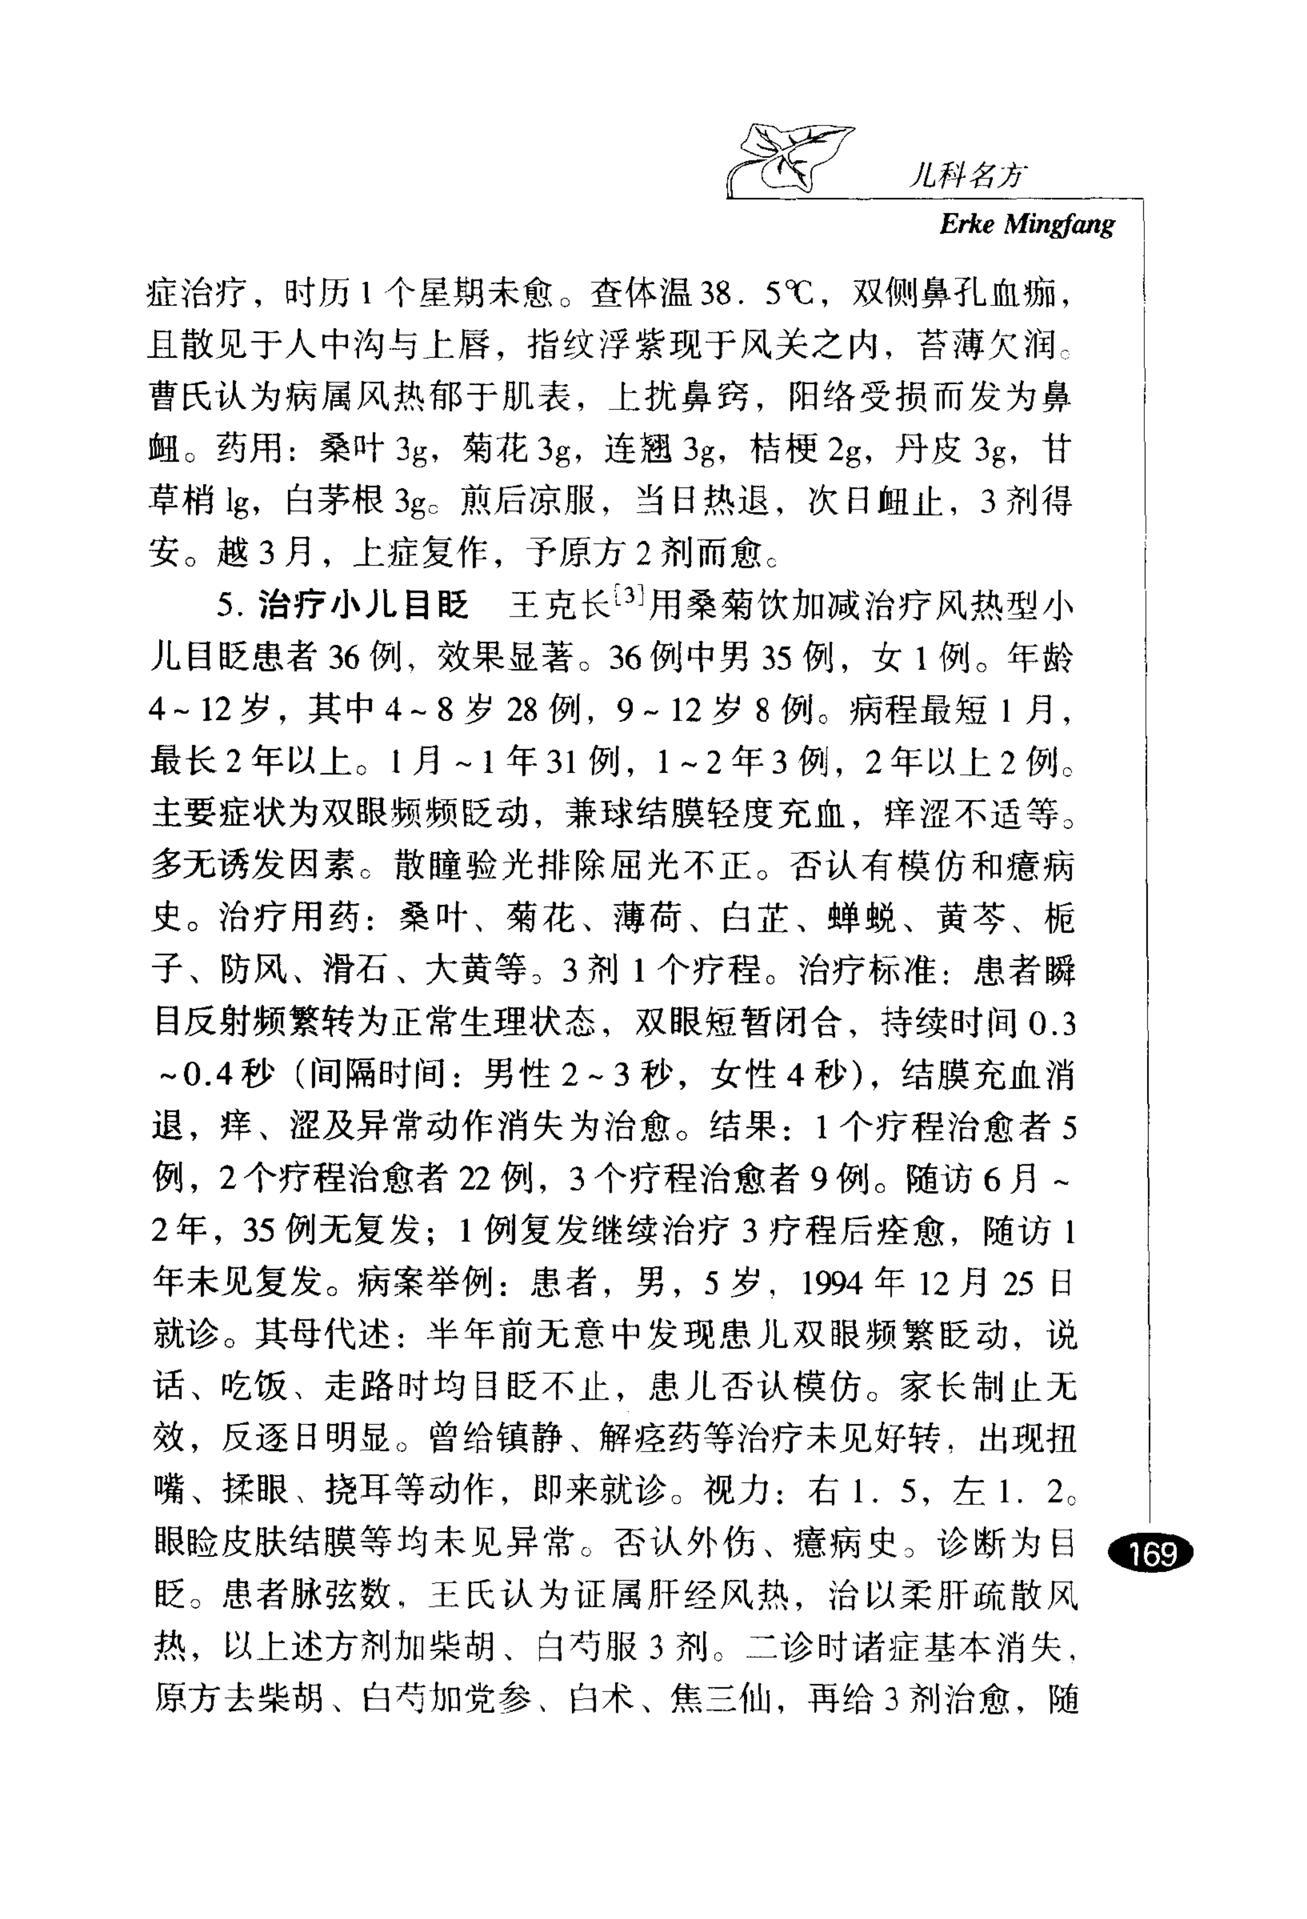 儿科名方
Erke Mingfang
症治疗，时历1个星期未愈。查体温38．5℃，双侧鼻孔血痂，
且散见于人中沟与上唇，指纹浮紫现于风关之内，苔薄欠润。
曹氏认为病属风热郁于肌表，上扰鼻窍，阳络受损而发为鼻
衄。药用：桑叶3g，菊花3g，连翘3g，桔梗2g，丹皮3g，甘
草梢1g，白茅根3g。煎后凉服，当日热退，次日衄止，3剂得
安。越3月，上症复作，予原方2剂而愈。
5. 治疗小儿目眨　王克长[3]用桑菊饮加减治疗风热型小
儿目眨患者36例，效果显著。36例中男35例，女1例。年龄
4~12岁，其中4~8岁28例，9~12岁8例。病程最短1月，
最长2年以上。1月~1年31例，1~2年3例，2年以上2例。
主要症状为双眼频频眨动，兼球结膜轻度充血，痒涩不适等。
多无诱发因素。散瞳验光排除屈光不正。否认有模仿和癔病
史。治疗用药：桑叶、菊花、薄荷、白芷、蝉蜕、黄芩、栀
子、防风、滑石、大黄等。3剂1个疗程。治疗标准：患者瞬
目反射频繁转为正常生理状态，双眼短暂闭合，持续时间0.3
~0.4秒（间隔时间：男性2~3秒，女性4秒），结膜充血消
退，痒、涩及异常动作消失为治愈。结果：1个疗程治愈者5
例，2个疗程治愈者22例，3个疗程治愈者9例。随访6月~
2年，35例无复发；1例复发继续治疗3疗程后痊愈，随访1
年未见复发。病案举例：患者，男，5岁，1994年12月25日
就诊。其母代述：半年前无意中发现患儿双眼频繁眨动，说
话、吃饭、走路时均目眨不止，患儿否认模仿。家长制止无
效，反逐日明显。曾给镇静、解痉药等治疗未见好转，出现扭
嘴、揉眼、挠耳等动作，即来就诊。视力：右1．5，左1．2。
眼睑皮肤结膜等均未见异常。否认外伤、癔病史。诊断为目
眨。患者脉弦数，王氏认为证属肝经风热，治以柔肝疏散风
热，以上述方剂加柴胡、白芍服3剂。二诊时诸症基本消失，
原方去柴胡、白芍加党参、白术、焦三仙，再给3剂治愈，随
169